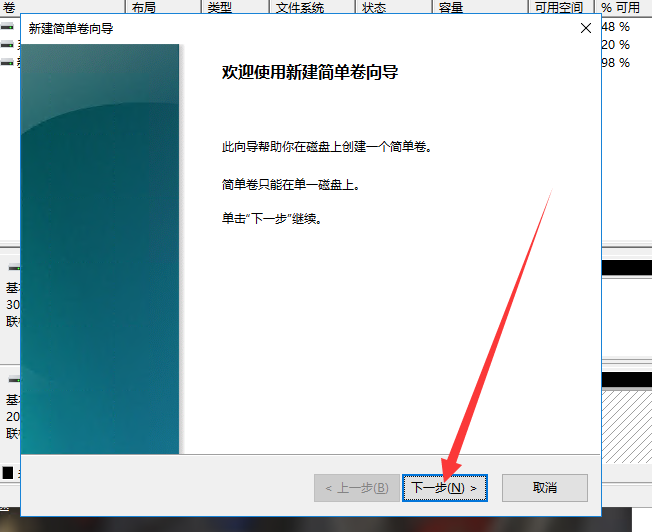 卷 布局 类型 文件系统 状态 容量 可用空间 % 可用
新建简单卷向导
48 %
20 %
98 %
欢迎使用新建简单卷向导
此向导帮助你在磁盘上创建一个简单卷。
简单卷只能在单一磁盘上。
单击"下一步"继续。
基
30
联
基
20
联
< 上一步(B) 下一步(N) > 取消